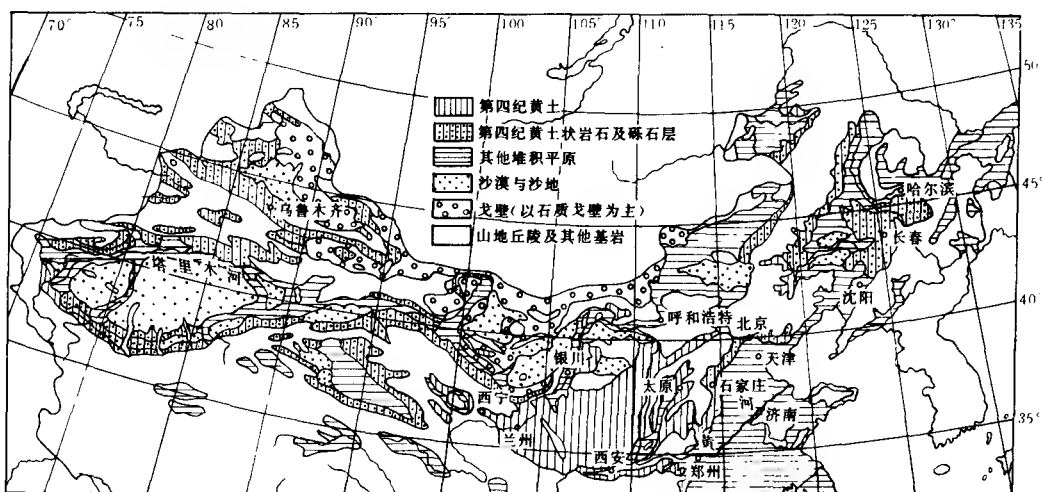 70° 75 80 85 90 95° 100 105° 110 115 120 125 130° 135
50°
45°
40°
35°
第四纪黄土
第四纪黄土状岩石及砾石层
其他堆积平原
沙漠与沙地
戈壁(以石质戈壁为主)
山地丘陵及其他基岩
乌鲁木齐
塔里木河
哈尔滨
长春
沈阳
呼和浩特
北京
天津
银川
太原
石家庄
河
济南
西宁
兰州
西安
黄
郑州